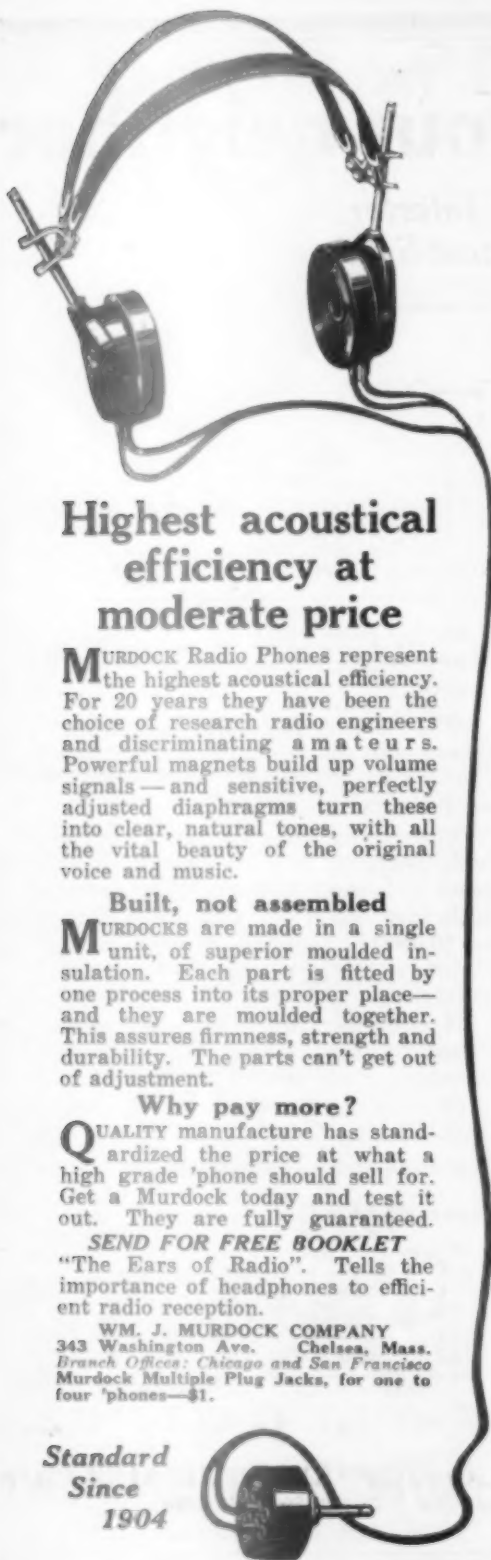 Highest acoustical
efficiency at
moderate price
MURDOCK Radio Phones represent
the highest acoustical efficiency.
For 20 years they have been the
choice of research radio engineers
and discriminating amateurs.
Powerful magnets build up volume
signals — and sensitive, perfectly
adjusted diaphragms turn these
into clear, natural tones, with all
the vital beauty of the original
voice and music.
Built, not assembled
MURDOCKS are made in a single
unit, of superior moulded in-
sulation. Each part is fitted by
one process into its proper place—
and they are moulded together.
This assures firmness, strength and
durability. The parts can't get out
of adjustment.
Why pay more?
QUALITY manufacture has stand-
ardized the price at what a
high grade 'phone should sell for.
Get a Murdock today and test it
out. They are fully guaranteed.
SEND FOR FREE BOOKLET
"The Ears of Radio". Tells the
importance of headphones to effici-
ent radio reception.
WM. J. MURDOCK COMPANY
343 Washington Ave. Chelsea, Mass.
Branch Offices: Chicago and San Francisco
Murdock Multiple Plug Jacks, for one to
four 'phones—$1.
Standard
Since
1904